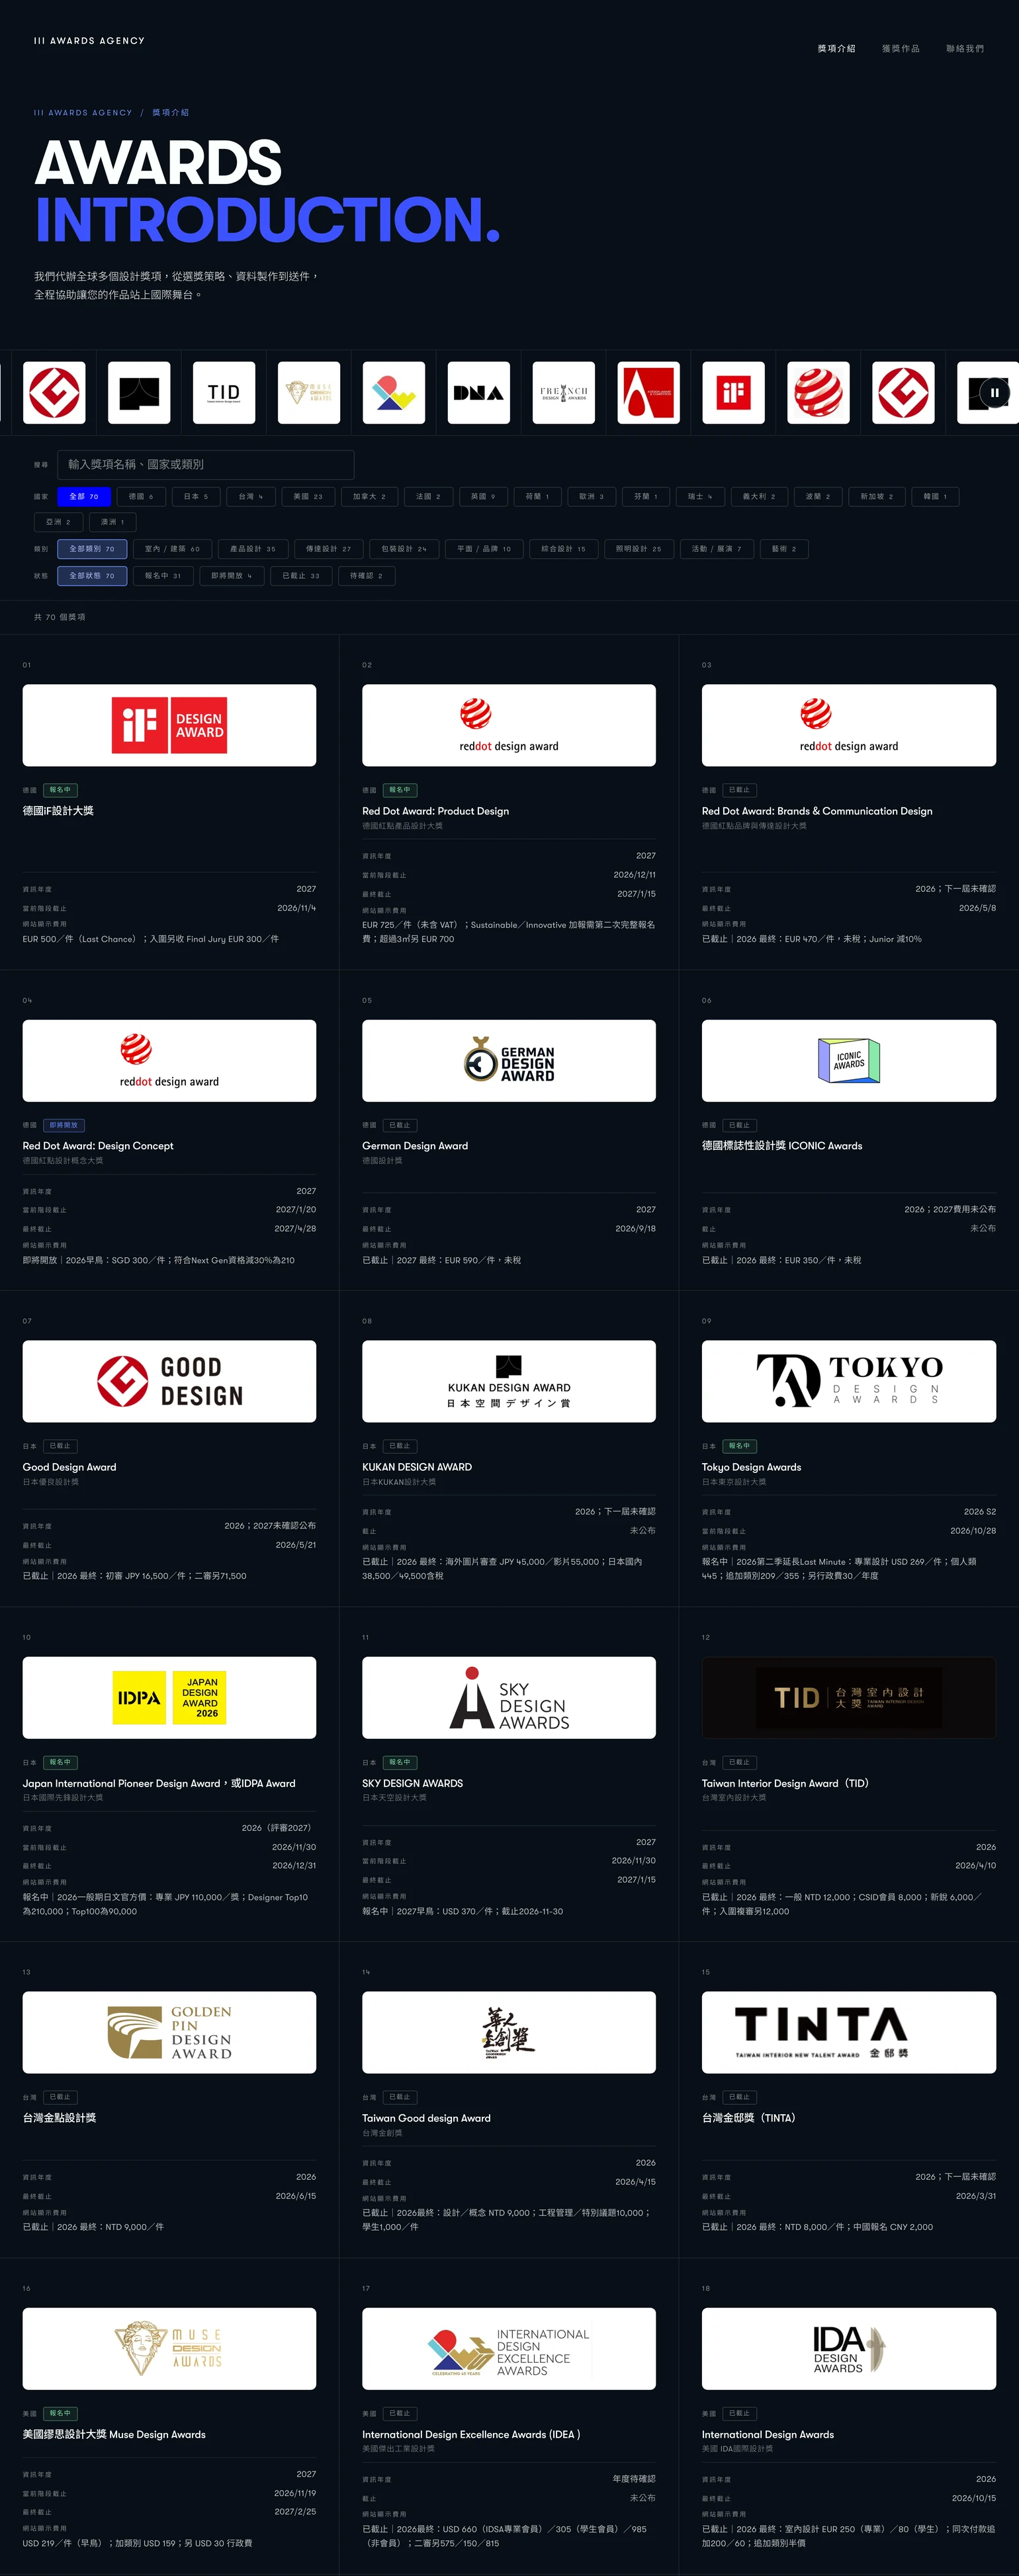 III AWARDS AGENCY
獎項介紹 獲獎作品 聯絡我們
III AWARDS AGENCY / 獎項介紹
AWARDS
INTRODUCTION.
我們代辦全球多個設計獎項，從選獎策略、資料製作到送件，
全程協助讓您的作品站上國際舞台。
TID
MUSE DESIGN AWARDS
DNA
FRENCH DESIGN AWARDS
iF
搜尋 輸入獎項名稱、國家或類別
國家 全部 70 德國 6 日本 5 台灣 4 美國 23 加拿大 2 法國 2 英國 9 荷蘭 1 歐洲 3 芬蘭 1 瑞士 4 義大利 2 波蘭 2 新加坡 2 韓國 1
亞洲 2 澳洲 1
類別 全部類別 70 室內 / 建築 60 產品設計 35 傳達設計 27 包裝設計 24 平面 / 品牌 10 綜合設計 15 照明設計 25 活動 / 展演 7 藝術 2
狀態 全部狀態 70 報名中 31 即將開放 4 已截止 33 待確認 2
共 70 個獎項
01
iF DESIGN AWARD
德國 報名中
德國iF設計大獎
資訊年度 2027
當前階段截止 2026/11/4
網站顯示費用
EUR 500／件（Last Chance）；入圍另收 Final Jury EUR 300／件
02
reddot design award
德國 報名中
Red Dot Award: Product Design
德國紅點產品設計大獎
資訊年度 2027
當前階段截止 2026/12/11
最終截止 2027/1/15
網站顯示費用
EUR 725／件（未含 VAT）；Sustainable／Innovative 加報需第二次完整報名
費；超過3㎡另 EUR 700
03
reddot design award
德國 已截止
Red Dot Award: Brands & Communication Design
德國紅點品牌與傳達設計大獎
資訊年度 2026；下一屆未確認
最終截止 2026/5/8
網站顯示費用
已截止｜2026 最終：EUR 470／件，未稅；Junior 減10%
04
reddot design award
德國 即將開放
Red Dot Award: Design Concept
德國紅點設計概念大獎
資訊年度 2027
當前階段截止 2027/1/20
最終截止 2027/4/28
網站顯示費用
即將開放｜2026早鳥：SGD 300／件；符合Next Gen資格減30%為210
05
GERMAN
DESIGN
AWARD
德國 已截止
German Design Award
德國設計獎
資訊年度 2027
最終截止 2026/9/18
網站顯示費用
已截止｜2027 最終：EUR 590／件，未稅
06
ICONIC
AWARDS
德國 已截止
德國標誌性設計獎 ICONIC Awards
資訊年度 2026；2027費用未公布
截止 未公布
網站顯示費用
已截止｜2026 最終：EUR 350／件，未稅
07
GOOD
DESIGN
日本 已截止
Good Design Award
日本優良設計獎
資訊年度 2026；2027未確認公布
最終截止 2026/5/21
網站顯示費用
已截止｜2026 最終：初審 JPY 16,500／件；二審另71,500
08
KUKAN DESIGN AWARD
日本空間デザイン賞
日本 已截止
KUKAN DESIGN AWARD
日本KUKAN設計大獎
資訊年度 2026；下一屆未確認
截止 未公布
網站顯示費用
已截止｜2026 最終：海外圖片審查 JPY 45,000／影片55,000；日本國內
38,500／49,500含稅
09
TOKYO
DESIGN
AWARDS
日本 報名中
Tokyo Design Awards
日本東京設計大獎
資訊年度 2026 S2
當前階段截止 2026/10/28
網站顯示費用
報名中｜2026第二季延長Last Minute：專業設計 USD 269／件；個人類
445；追加類別209／355；另行政費30／年度
10
IDPA
JAPAN
DESIGN
AWARD
2026
日本 報名中
Japan International Pioneer Design Award，或IDPA Award
日本國際先鋒設計大獎
資訊年度 2026（評審2027）
當前階段截止 2026/11/30
最終截止 2026/12/31
網站顯示費用
報名中｜2026一般期日文官方價：專業 JPY 110,000／獎；Designer Top10
為210,000；Top100為90,000
11
SKY
DESIGN
AWARDS
日本 報名中
SKY DESIGN AWARDS
日本天空設計大獎
資訊年度 2027
當前階段截止 2026/11/30
最終截止 2027/1/15
網站顯示費用
報名中｜2027早鳥：USD 370／件；截止2026-11-30
12
TID 台灣室內設計
大獎 TAIWAN INTERIOR DESIGN AWARD
台灣 已截止
Taiwan Interior Design Award（TID）
台灣室內設計大獎
資訊年度 2026
最終截止 2026/4/10
網站顯示費用
已截止｜2026 最終：一般 NTD 12,000；CSID會員 8,000；新銳 6,000／
件；入圍複審另12,000
13
GOLDEN
PIN
DESIGN
AWARD
台灣 已截止
台灣金點設計獎
資訊年度 2026
最終截止 2026/6/15
網站顯示費用
已截止｜2026 最終：NTD 9,000／件
14
華人
金創獎
台灣 已截止
Taiwan Good design Award
台灣金創獎
資訊年度 2026
最終截止 2026/4/15
網站顯示費用
已截止｜2026最終：設計／概念 NTD 9,000；工程管理／特別議題10,000；
學生1,000／件
15
TINTA
TAIWAN INTERIOR NEW TALENT AWARD 金邸獎
台灣 已截止
台灣金邸獎（TINTA）
資訊年度 2026；下一屆未確認
最終截止 2026/3/31
網站顯示費用
已截止｜2026 最終：NTD 8,000／件；中國報名 CNY 2,000
16
MUSE
DESIGN
AWARDS
美國 報名中
美國繆思設計大獎 Muse Design Awards
資訊年度 2027
當前階段截止 2026/11/19
最終截止 2027/2/25
網站顯示費用
USD 219／件（早鳥）；加類別 USD 159；另 USD 30 行政費
17
INTERNATIONAL
DESIGN
EXCELLENCE
AWARDS
CELEBRATING 45 YEARS
美國 已截止
International Design Excellence Awards (IDEA )
美國傑出工業設計獎
資訊年度 年度待確認
截止 未公布
網站顯示費用
已截止｜2026最終：USD 660（IDSA專業會員）／305（學生會員）／985
（非會員）；二審另575／150／815
18
IDA
DESIGN
AWARDS
美國 已截止
International Design Awards
美國 IDA國際設計獎
資訊年度 2026
最終截止 2026/10/15
網站顯示費用
已截止｜2026 最終：室內設計 EUR 250（專業）／80（學生）；同次付款追
加200／60；追加類別半價